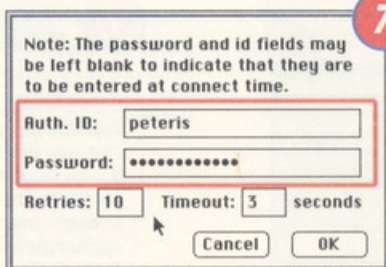 7
Note: The password and id fields may
be left blank to indicate that they are
to be entered at connect time.
Auth. ID: peteris
Password: ••••••••••••
Retries: 10 Timeout: 3 seconds
Cancel OK